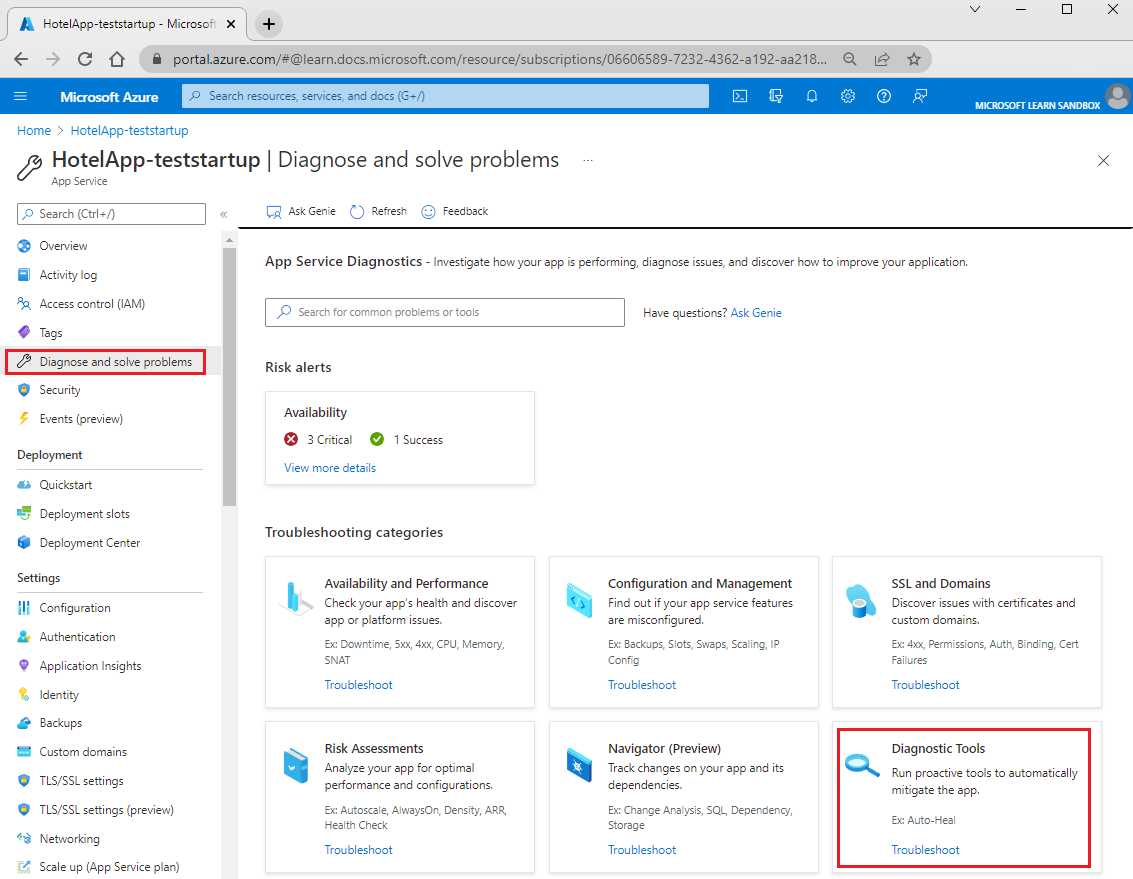 HotelApp-teststartup - Microsoft
portal.azure.com/#@learn.docs.microsoft.com/resource/subscriptions/06606589-7232-4362-a192-aa218...
Microsoft Azure
Search resources, services, and docs (G+/)
MICROSOFT LEARN SANDBOX
Home > HotelApp-teststartup
HotelApp-teststartup | Diagnose and solve problems ...
App Service
Search (Ctrl+/)
«
Overview
Activity log
Access control (IAM)
Tags
Diagnose and solve problems
Security
Events (preview)
Deployment
Quickstart
Deployment slots
Deployment Center
Settings
Configuration
Authentication
Application Insights
Identity
Backups
Custom domains
TLS/SSL settings
TLS/SSL settings (preview)
Networking
Scale up (App Service plan)
Ask Genie
Refresh
Feedback
App Service Diagnostics - Investigate how your app is performing, diagnose issues, and discover how to improve your application.
Search for common problems or tools
Have questions? Ask Genie
Risk alerts
Availability
3 Critical
1 Success
View more details
Troubleshooting categories
Availability and Performance
Check your app's health and discover
app or platform issues.
Ex: Downtime, 5xx, 4xx, CPU, Memory,
SNAT
Troubleshoot
Configuration and Management
Find out if your app service features
are misconfigured.
Ex: Backups, Slots, Swaps, Scaling, IP
Config
Troubleshoot
SSL and Domains
Discover issues with certificates and
custom domains.
Ex: 4xx, Permissions, Auth, Binding, Cert
Failures
Troubleshoot
Risk Assessments
Analyze your app for optimal
performance and configurations.
Ex: Autoscale, AlwaysOn, Density, ARR,
Health Check
Troubleshoot
Navigator (Preview)
Track changes on your app and its
dependencies.
Ex: Change Analysis, SQL, Dependency,
Storage
Troubleshoot
Diagnostic Tools
Run proactive tools to automatically
mitigate the app.
Ex: Auto-Heal
Troubleshoot